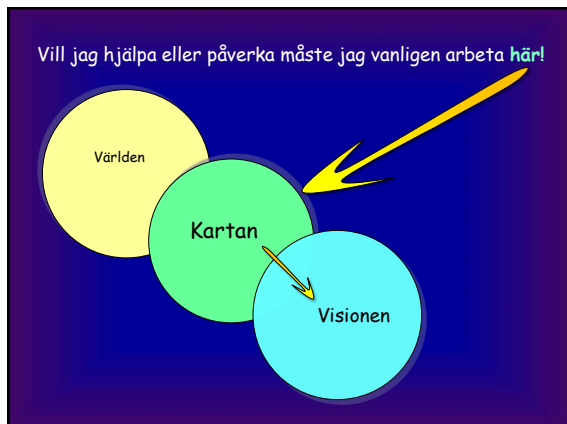 Vill jag hjälpa eller påverka måste jag vanligen arbeta här!
Världen
Kartan
Visionen